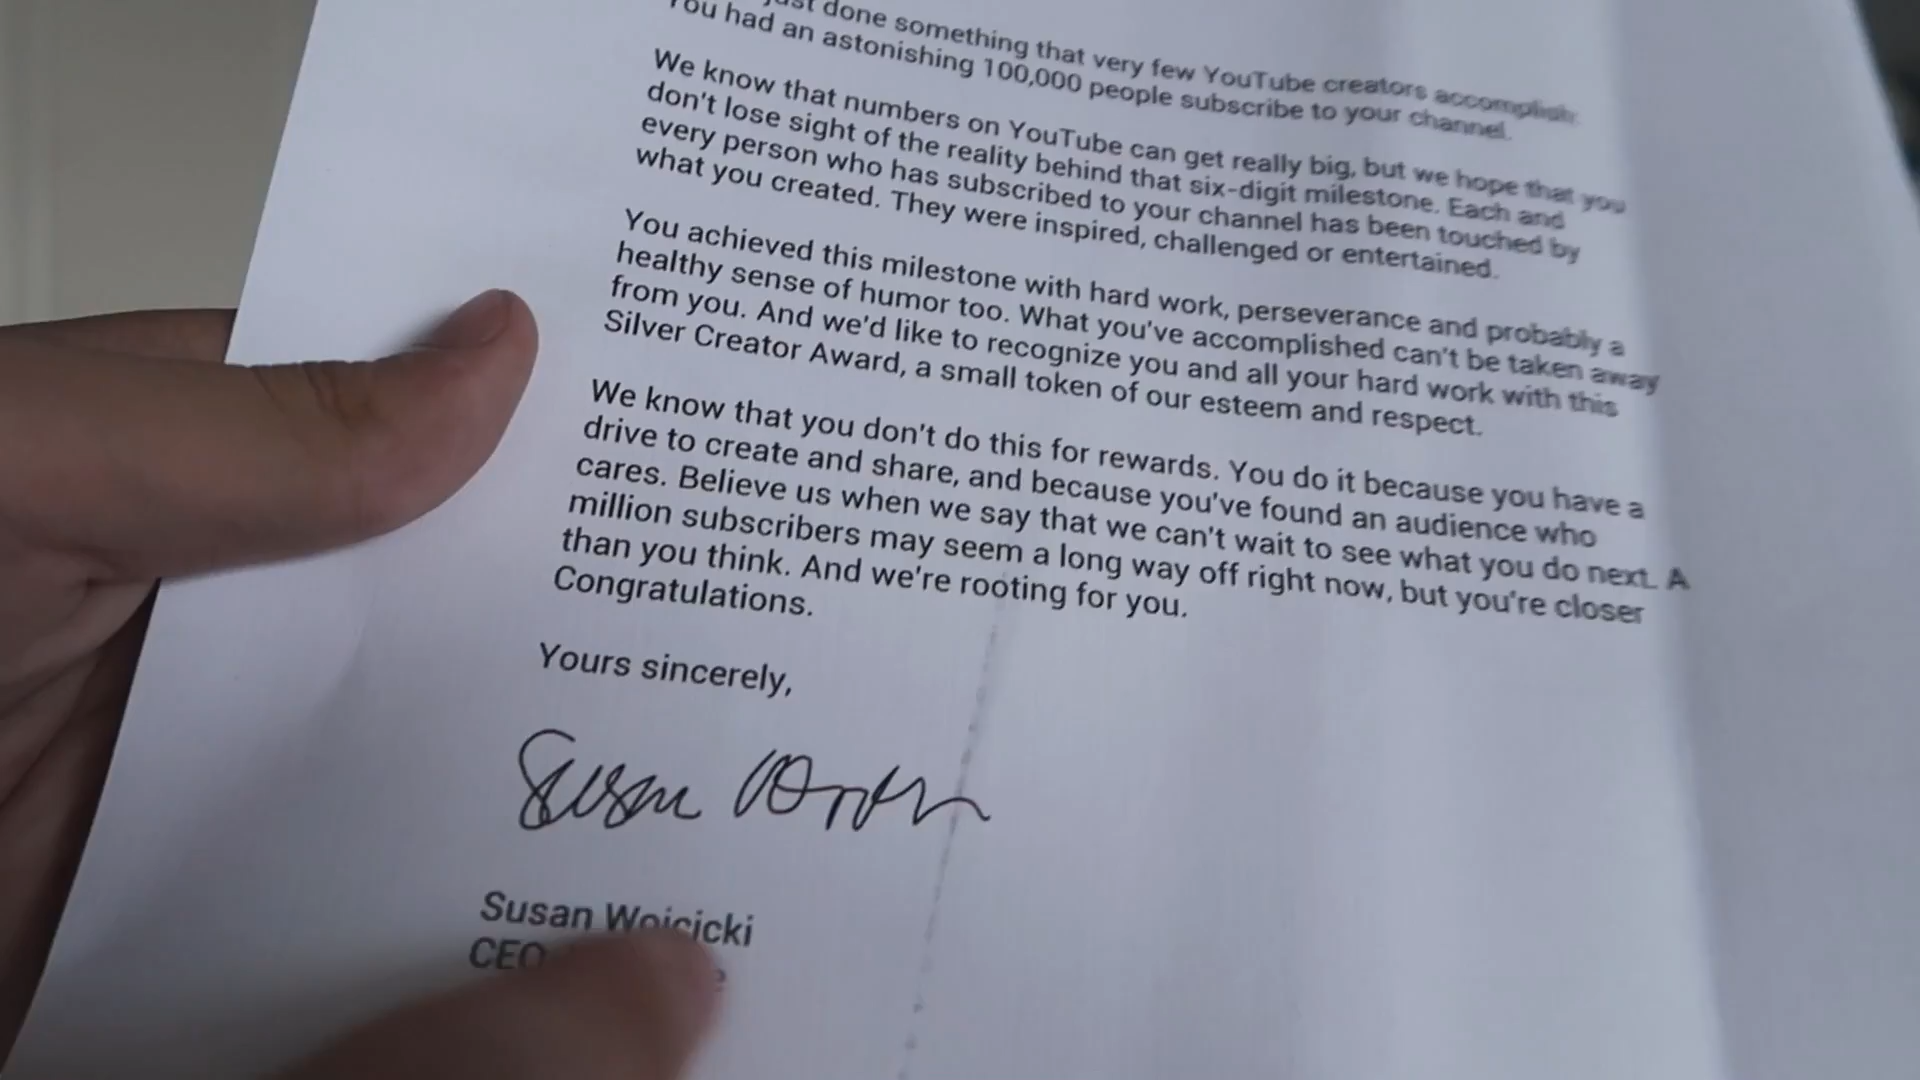 just done something that very few YouTube creators accomplish:
You had an astonishing 100,000 people subscribe to your channel.
We know that numbers on YouTube can get really big, but we hope that you
don't lose sight of the reality behind that six-digit milestone. Each and
every person who has subscribed to your channel has been touched by
what you created. They were inspired, challenged or entertained.
You achieved this milestone with hard work, perseverance and probably a
healthy sense of humor too. What you've accomplished can't be taken away
from you. And we'd like to recognize you and all your hard work with this
Silver Creator Award, a small token of our esteem and respect.
We know that you don't do this for rewards. You do it because you have a
drive to create and share, and because you've found an audience who
cares. Believe us when we say that we can't wait to see what you do next. A
million subscribers may seem a long way off right now, but you're closer
than you think. And we're rooting for you.
Congratulations.
Yours sincerely,
Susan Wojcicki
CEO